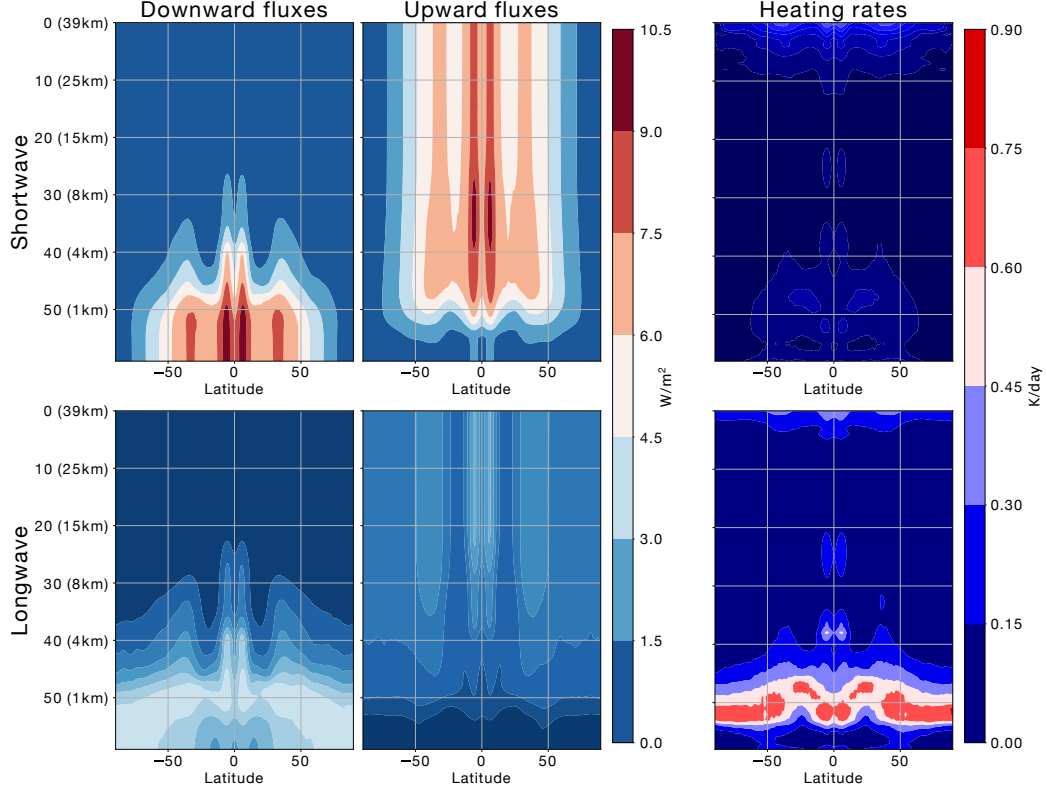 Downward fluxes
Upward fluxes
Heating rates
Shortwave
0 (39km)
10 (25km)
20 (15km)
30 (8km)
40 (4km)
50 (1km)
−50
0
50
Latitude
−50
0
50
Latitude
10.5
9.0
7.5
6.0
4.5
3.0
1.5
0.0
W/m²
−50
0
50
Latitude
0.90
0.75
0.60
0.45
0.30
0.15
0.00
K/day
Longwave
0 (39km)
10 (25km)
20 (15km)
30 (8km)
40 (4km)
50 (1km)
−50
0
50
Latitude
−50
0
50
Latitude
−50
0
50
Latitude